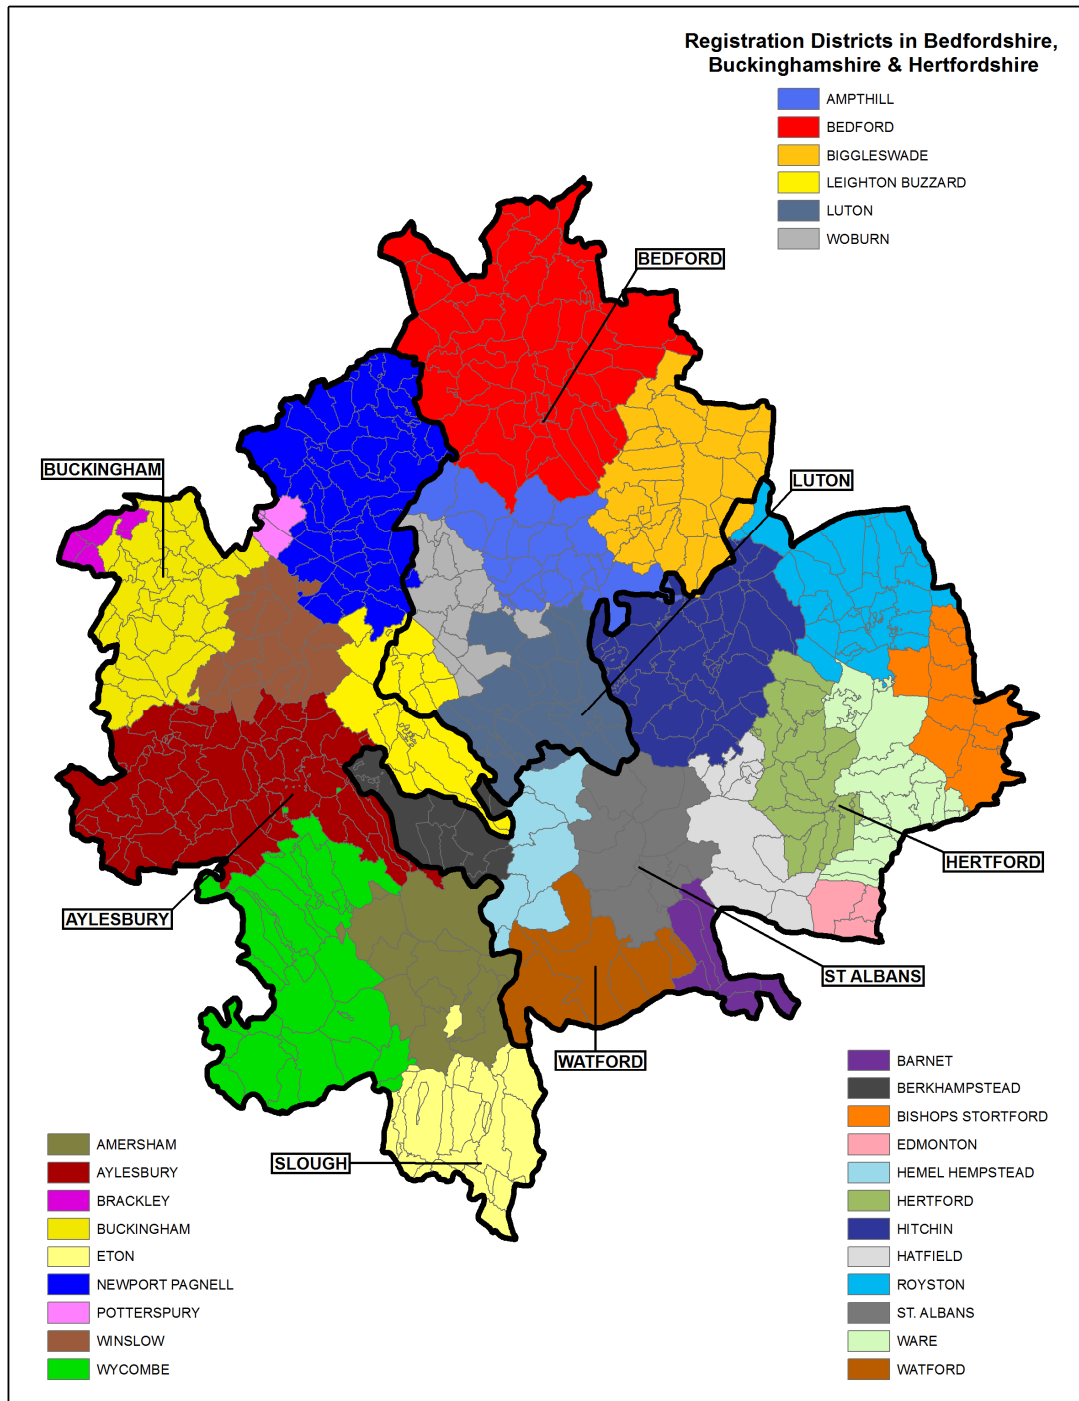 Registration Districts in Bedfordshire,
Buckinghamshire & Hertfordshire
AMPTHILL
BEDFORD
BIGGLESWADE
LEIGHTON BUZZARD
LUTON
WOBURN
BEDFORD
BUCKINGHAM
LUTON
HERTFORD
AYLESBURY
ST ALBANS
WATFORD
SLOUGH
AMERSHAM
AYLESBURY
BRACKLEY
BUCKINGHAM
ETON
NEWPORT PAGNELL
POTTERSPURY
WINSLOW
WYCOMBE
BARNET
BERKHAMPSTEAD
BISHOPS STORTFORD
EDMONTON
HEMEL HEMPSTEAD
HERTFORD
HITCHIN
HATFIELD
ROYSTON
ST. ALBANS
WARE
WATFORD